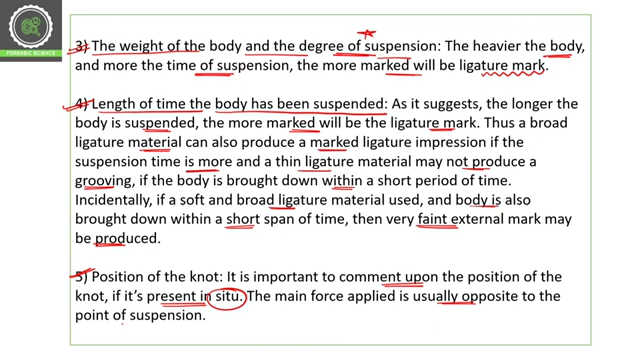 FORENSIC SCIENCE
3) The weight of the body and the degree of suspension: The heavier the body,
and more the time of suspension, the more marked will be ligature mark.
4) Length of time the body has been suspended: As it suggests, the longer the
body is suspended, the more marked will be the ligature mark. Thus a broad
ligature material can also produce a marked ligature impression if the
suspension time is more and a thin ligature material may not produce a
grooving, if the body is brought down within a short period of time.
Incidentally, if a soft and broad ligature material used, and body is also
brought down within a short span of time, then very faint external mark may
be produced.
5) Position of the knot: It is important to comment upon the position of the
knot, if it's present in situ. The main force applied is usually opposite to the
point of suspension.